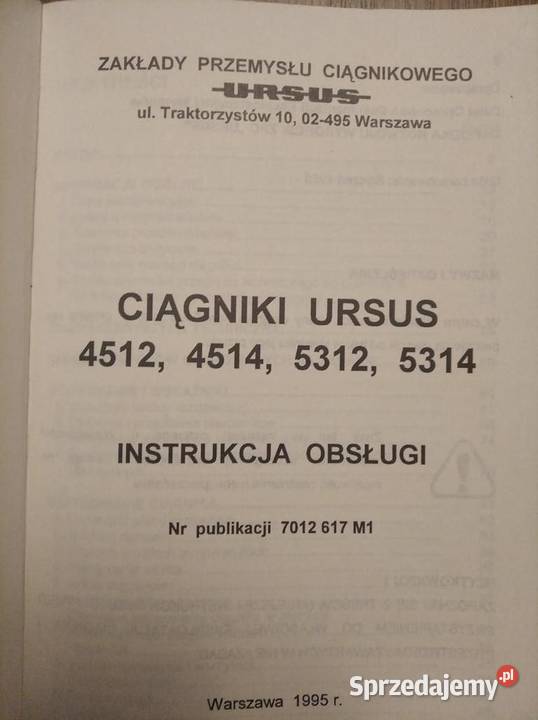 ZAKŁADY PRZEMYSŁU CIĄGNIKOWEGO
URSUS
ul. Traktorzystów 10, 02-495 Warszawa
CIĄGNIKI URSUS
4512, 4514, 5312, 5314
INSTRUKCJA OBSŁUGI
Nr publikacji 7012 617 M1
Warszawa 1995 r.
Sprzedajemy.pl